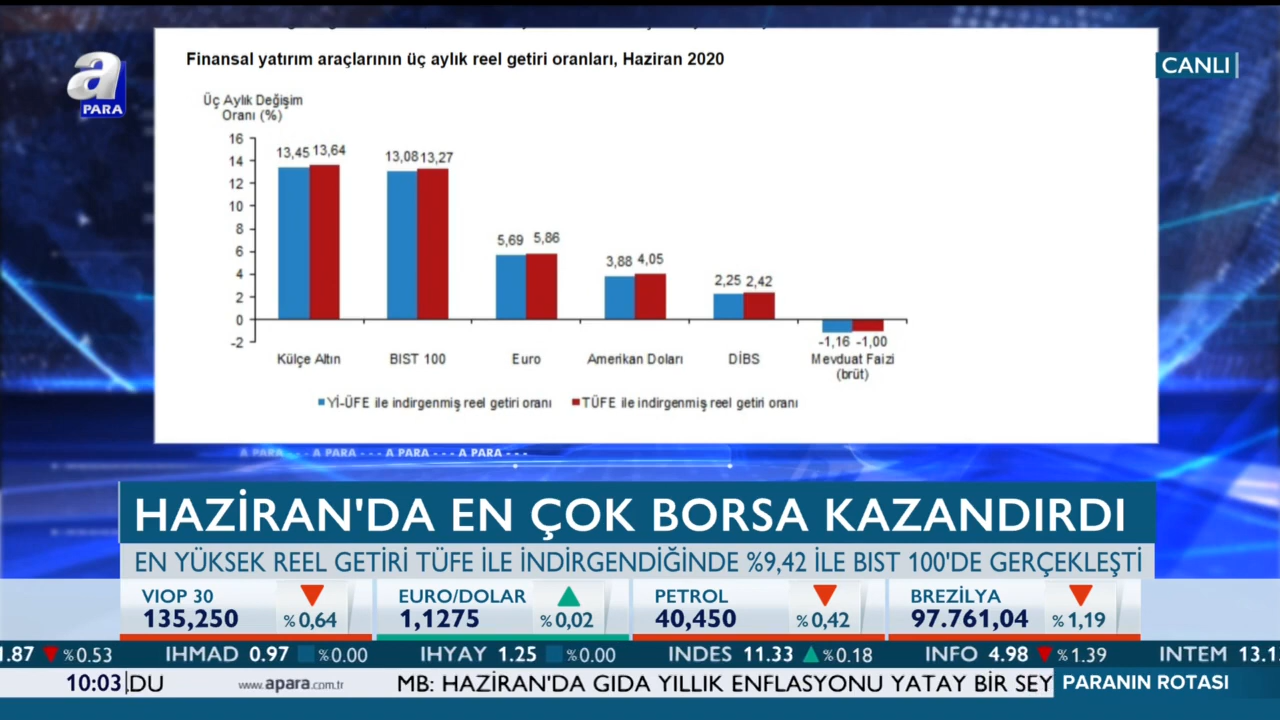 Finansal yatırım araçlarının üç aylık reel getiri oranları, Haziran 2020
a
PARA
CANLI
Üç Aylık Değişim
Oranı (%)
16
14
12
10
8
6
4
2
0
-2
13,45 13,64
13,08 13,27
5,69 5,86
3,88 4,05
2,25 2,42
-1,16 -1,00
Külçe Altın
BIST 100
Euro
Amerikan Doları
DİBS
Mevduat Faizi
(brüt)
Yİ-ÜFE ile indirgenmiş reel getiri oranı
TÜFE ile indirgenmiş reel getiri oranı
A PARA - - - A PARA - - - A PARA - - - A PARA - - -
HAZİRAN'DA EN ÇOK BORSA KAZANDIRDI
EN YÜKSEK REEL GETİRİ TÜFE İLE İNDİRGENDİĞİNDE %9,42 İLE BIST 100'DE GERÇEKLEŞTİ
VIOP 30
135,250 %0,64
EURO/DOLAR
1,1275 %0,02
PETROL
40,450 %0,42
BREZİLYA
97.761,04 %1,19
1.87 %0.53 IHMAD 0.97 %0.00 IHYAY 1.25 %0.00 INDES 11.33 %0.18 INFO 4.98 %1.39 INTEM 13.1
10:03 DU www.apara.com.tr MB: HAZİRAN'DA GIDA YILLIK ENFLASYONU YATAY BİR SEY PARANIN ROTASI